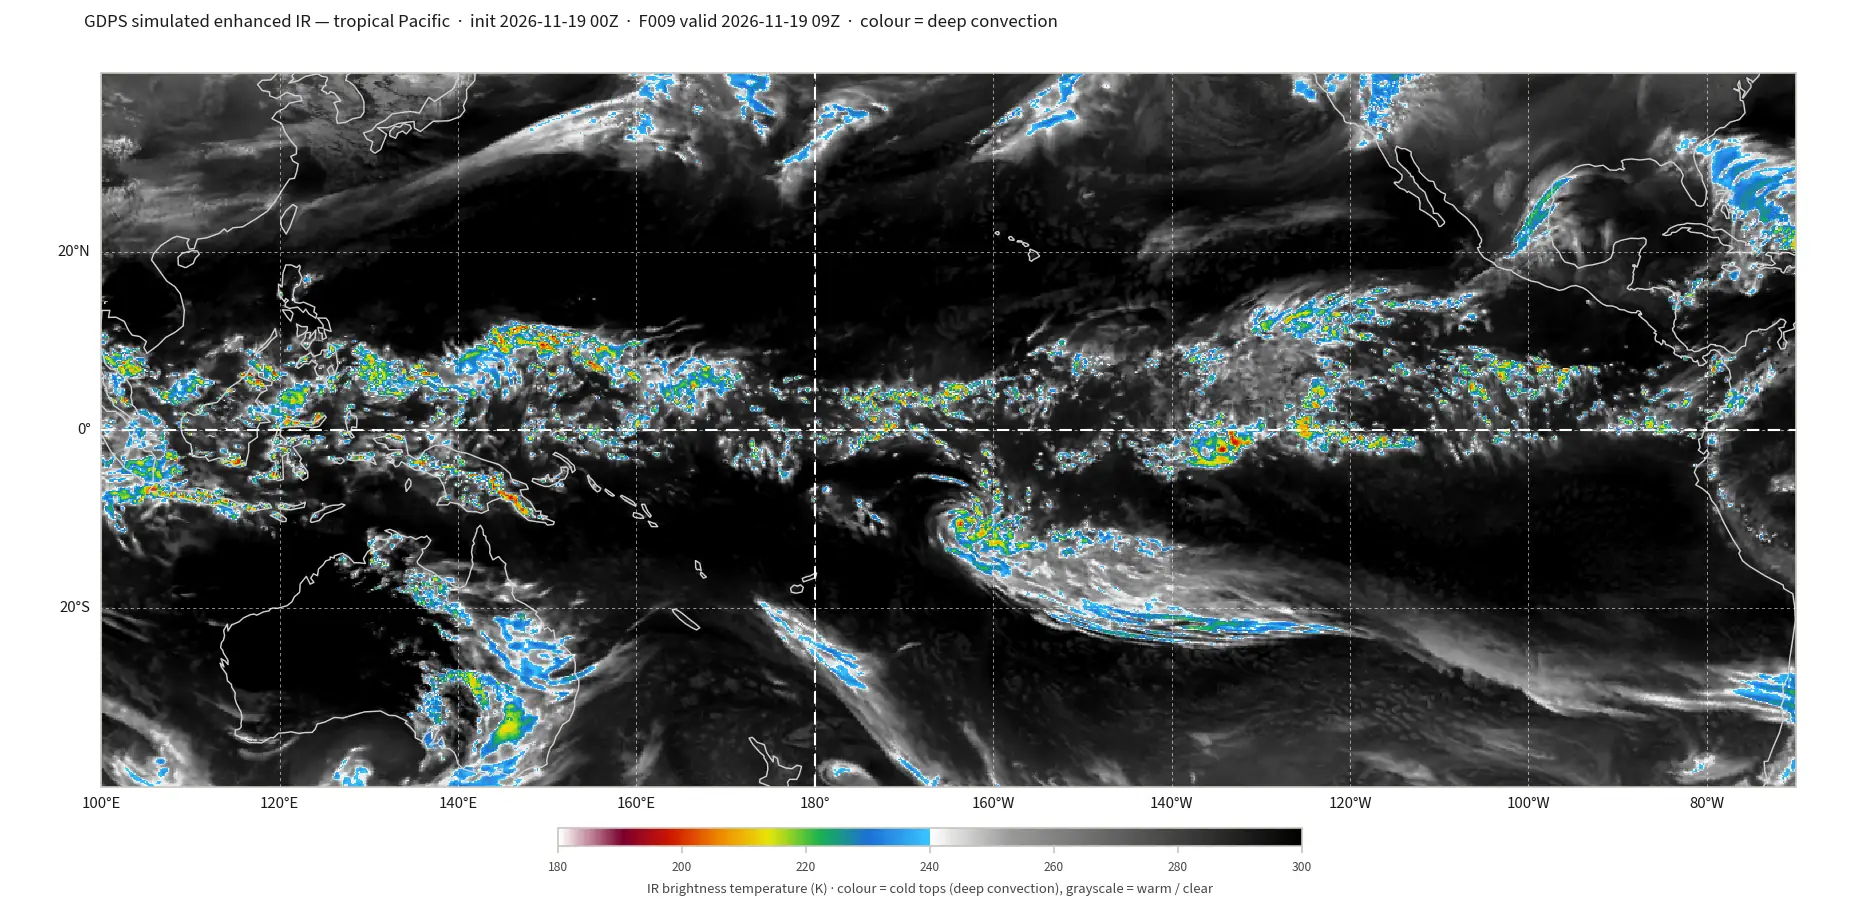 GDPS simulated enhanced IR — tropical Pacific · init 2026-11-19 00Z · F009 valid 2026-11-19 09Z · colour = deep convection
20°N
0°
20°S
100°E 120°E 140°E 160°E 180° 160°W 140°W 120°W 100°W 80°W
180 200 220 240 260 280 300
IR brightness temperature (K) · colour = cold tops (deep convection), grayscale = warm / clear